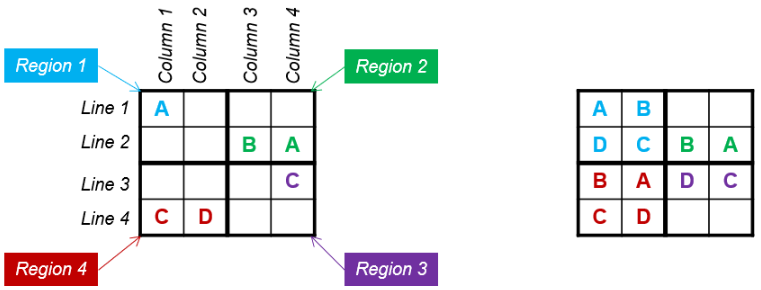 Column 1
Column 2
Column 3
Column 4
Region 1
Region 2
Line 1
A
A B
Line 2
B A
D C B A
Line 3
C
B A D C
Line 4
C D
C D
Region 4
Region 3